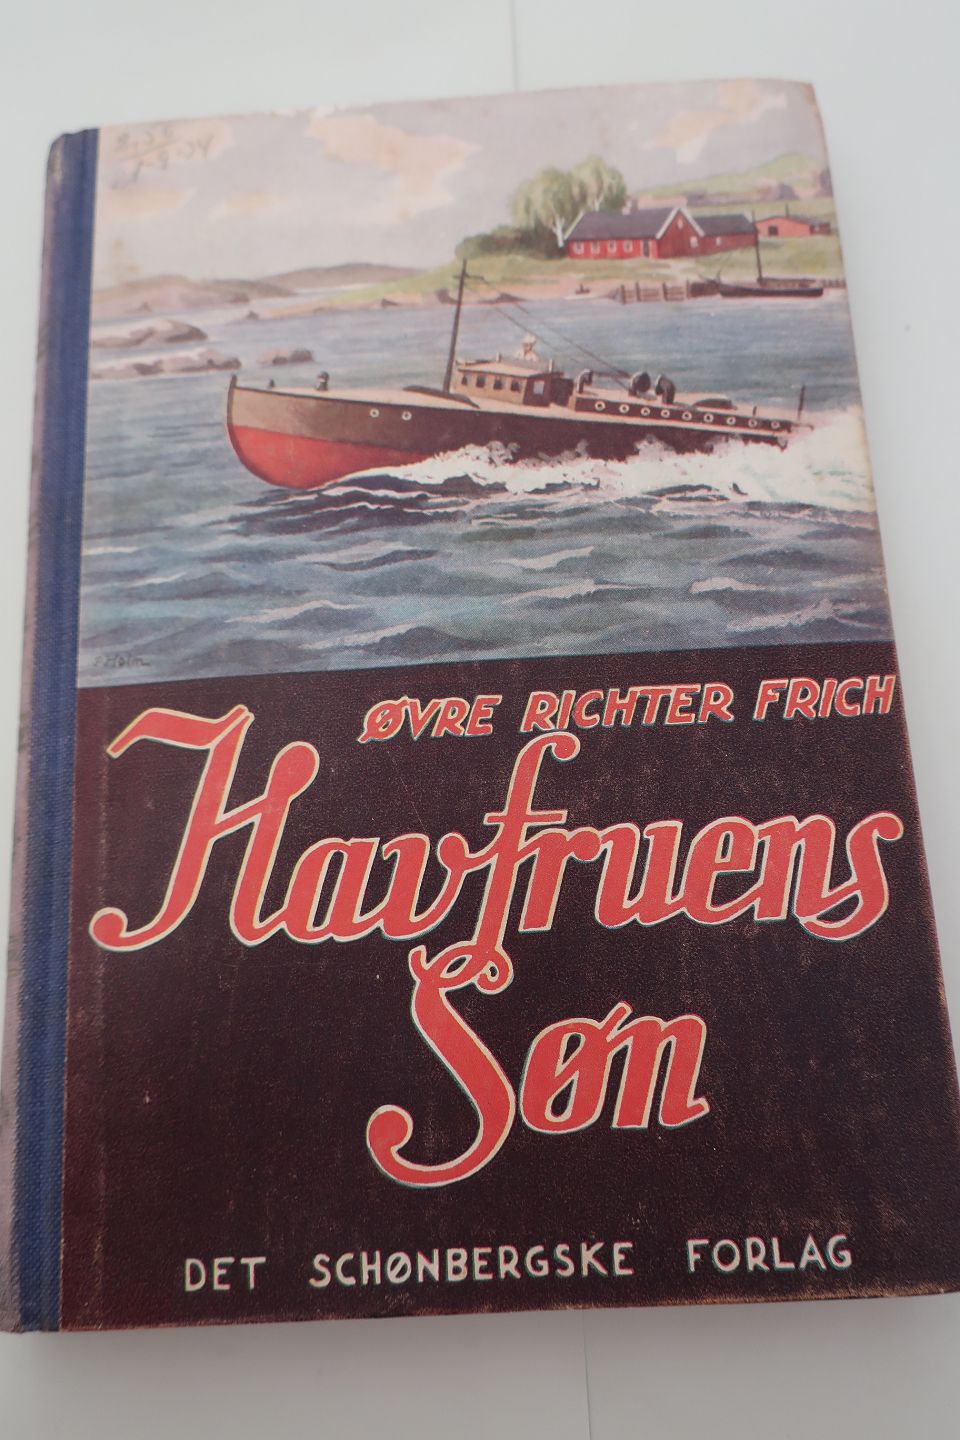 ØVRE RICHTER FRICH
Havfruens
Søn
DET SCHØNBERGSKE FORLAG